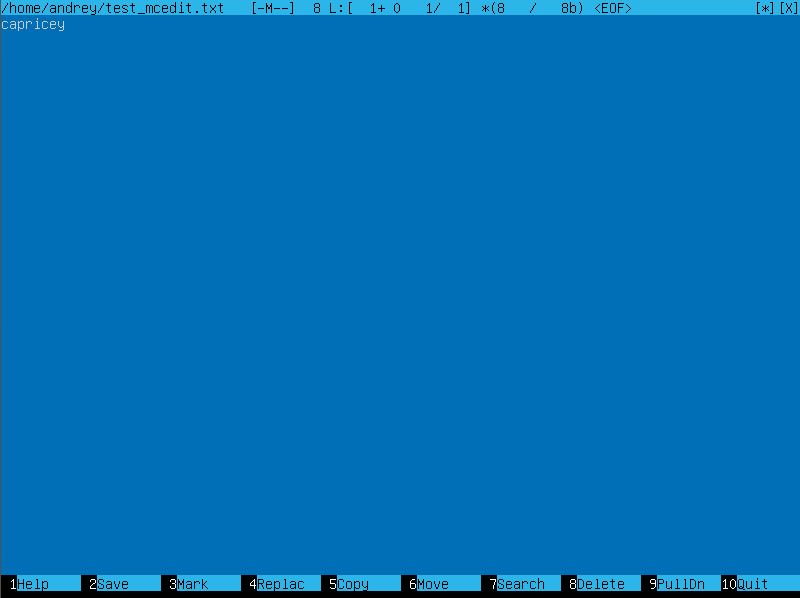 /home/andrey/test_mcedit.txt   [-M--]  8 L:[  1+ 0   1/  1] *(8   /   8b) <EOF>               [*][X]
capricey
1Help 2Save 3Mark 4Replac 5Copy 6Move 7Search 8Delete 9PullDn 10Quit